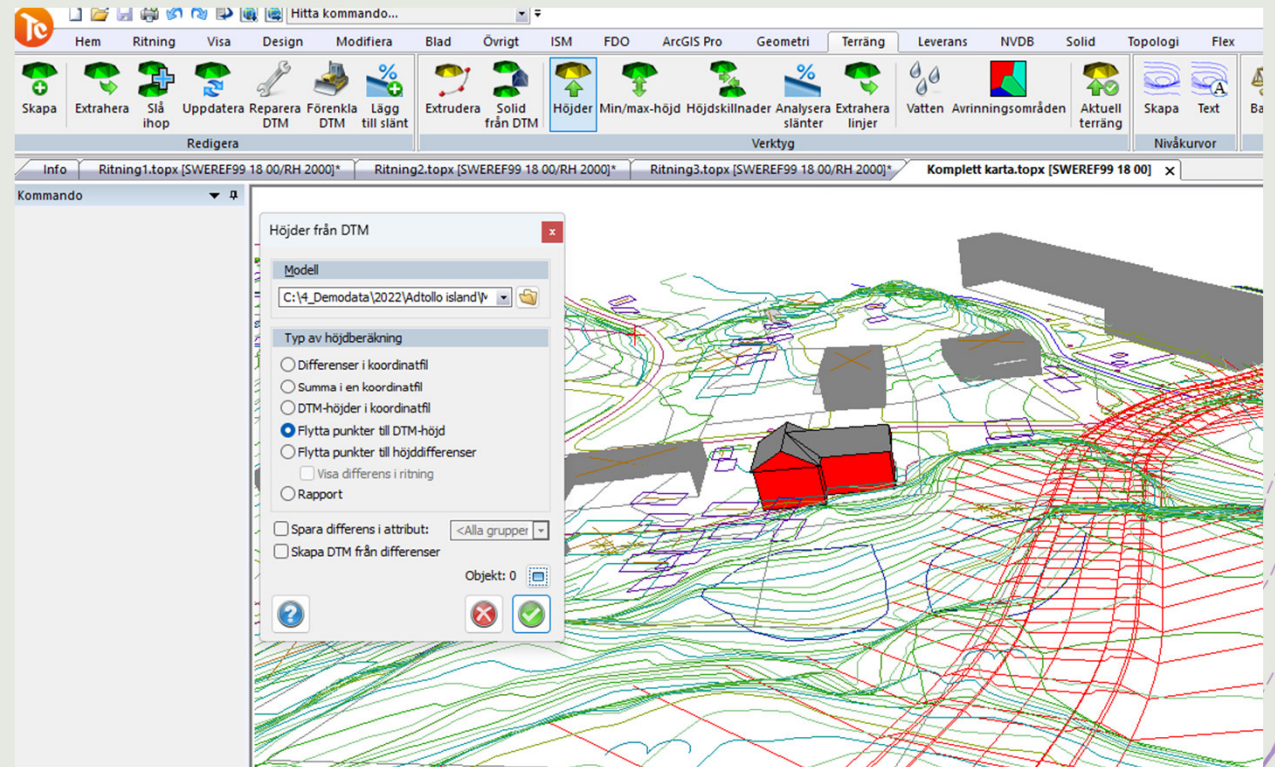 Tc
Hitta kommando...
Hem Ritning Visa Design Modifiera Blad Övrigt ISM FDO ArcGIS Pro Geometri Terräng Leverans NVDB Solid Topologi Flex
Skapa Extrahera Slå ihop Uppdatera Reparera DTM Förenkla DTM Lägg till slänt Extrudera Solid från DTM Höjder Min/max-höjd Höjdskillnader Analysera slänter Extrahera linjer Vatten Avrinningsområden Aktuell terräng Skapa Text
Redigera Verktyg Nivåkurvor
Info Ritning1.topx [SWEREF99 18 00/RH 2000]* Ritning2.topx [SWEREF99 18 00/RH 2000]* Ritning3.topx [SWEREF99 18 00/RH 2000]* Komplett karta.topx [SWEREF99 18 00] x
Kommando
Höjder från DTM
Modell
C:\4_Demodata\2022\Adtollo island\
Typ av höjdberäkning
Differenser i koordinatfil
Summa i en koordinatfil
DTM-höjder i koordinatfil
Flytta punkter till DTM-höjd
Flytta punkter till höjddifferenser
Visa differens i ritning
Rapport
Spara differens i attribut: <Alla grupper
Skapa DTM från differenser
Objekt: 0